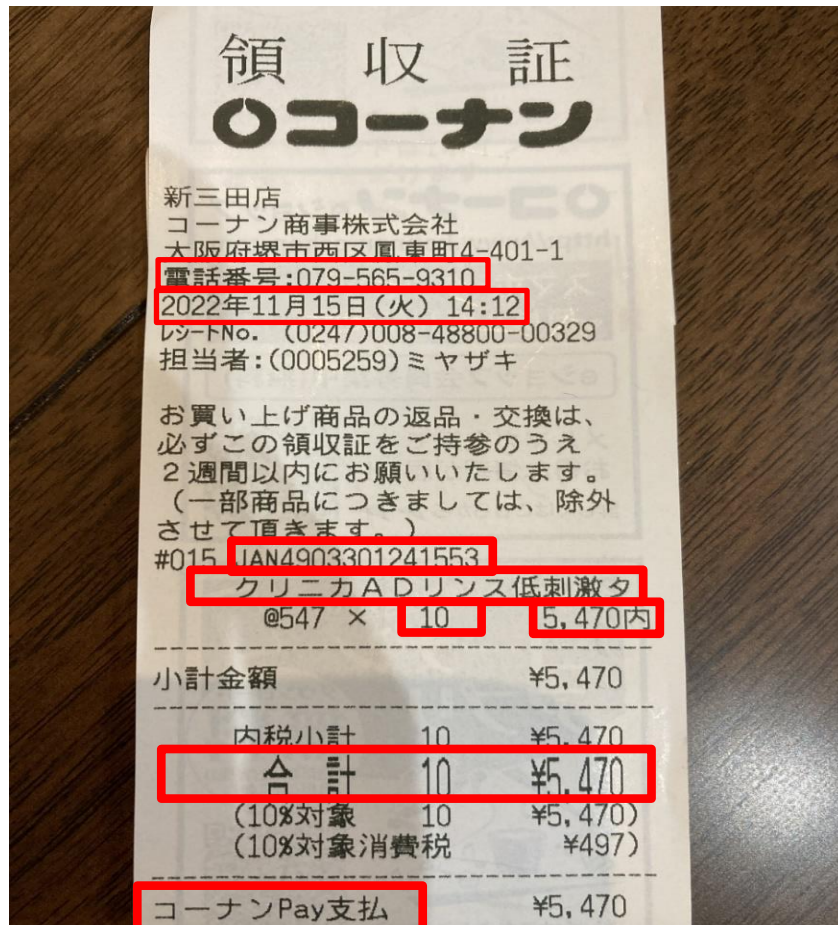 領収証
コーナン
新三田店
コーナン商事株式会社
大阪府堺市西区鳳東町4-401-1
電話番号:079-565-9310
2022年11月15日(火) 14:12
レシートNo. (0247)008-48800-00329
担当者:(0005259)ミヤザキ
お買い上げ商品の返品・交換は、
必ずこの領収証をご持参のうえ
2週間以内にお願いいたします。
(一部商品につきましては、除外
させて頂きます。)
#015 JAN4903301241553
クリニカADリンス低刺激タ
@547 × 10 5,470内
小計金額 ¥5,470
内税小計 10 ¥5,470
合計 10 ¥5,470
(10%対象 10 ¥5,470)
(10%対象消費税 ¥497)
コーナンPay支払 ¥5,470